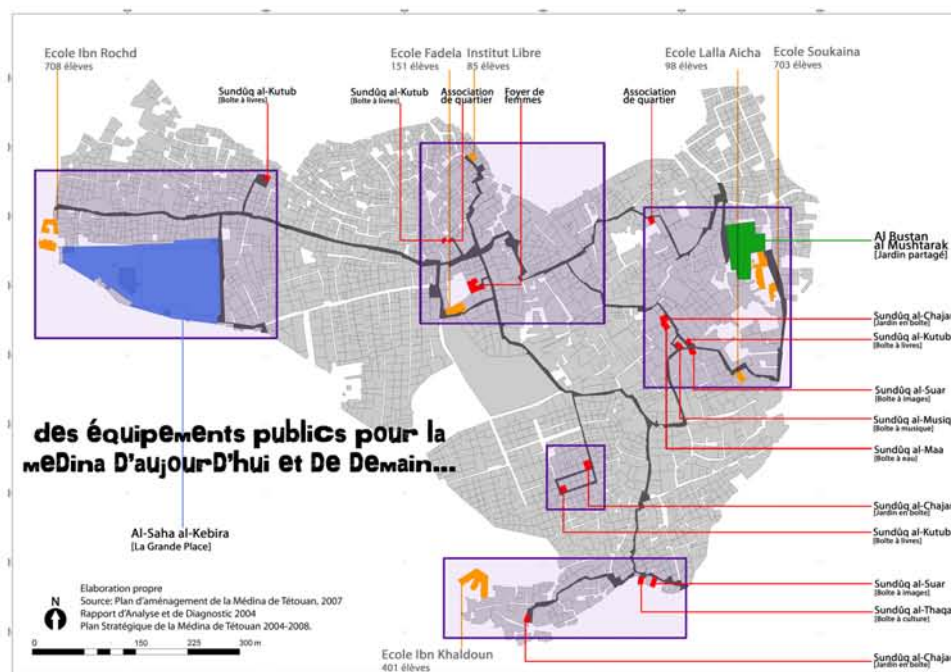 Ecole Ibn Rochd
708 élèves
Ecole Fadela
151 élèves
Institut Libre
85 élèves
Ecole Lalla Aicha
98 élèves
Ecole Soukaina
703 élèves
Sundûq al-Kutub
[Boîte à livres]
Sundûq al-Kutub
[Boîte à livres]
Association
de quartier
Foyer de
femmes
Association
de quartier
Al Bustan
al Mushtarak
[Jardin partagé]
Sundûq al-Chaja
[Jardin en boîte]
Sundûq al-Kutub
[Boîte à livres]
Sundûq al-Suar
[Boîte à images]
Sundûq al-Musiq
[Boîte à musique]
Sundûq al-Maa
[Boîte à eau]
des équipements publics pour la
medina d'aujourd'hui et de demain...
Al-Saha al-Kebira
[La Grande Place]
Sundûq al-Chaja
[Jardin en boîte]
Sundûq al-Kutub
[Boîte à livres]
Sundûq al-Suar
[Boîte à images]
Sundûq al-Thaqa
[Boîte à culture]
Sundûq al-Chaja
[Jardin en boîte]
Ecole Ibn Khaldoun
401 élèves
Elaboration propre
Source: Plan d'aménagement de la Médina de Tétouan, 2007
Rapport d'Analyse et de Diagnostic 2004
Plan Stratégique de la Médina de Tétouan 2004-2008.
N
0 150 225 300 m